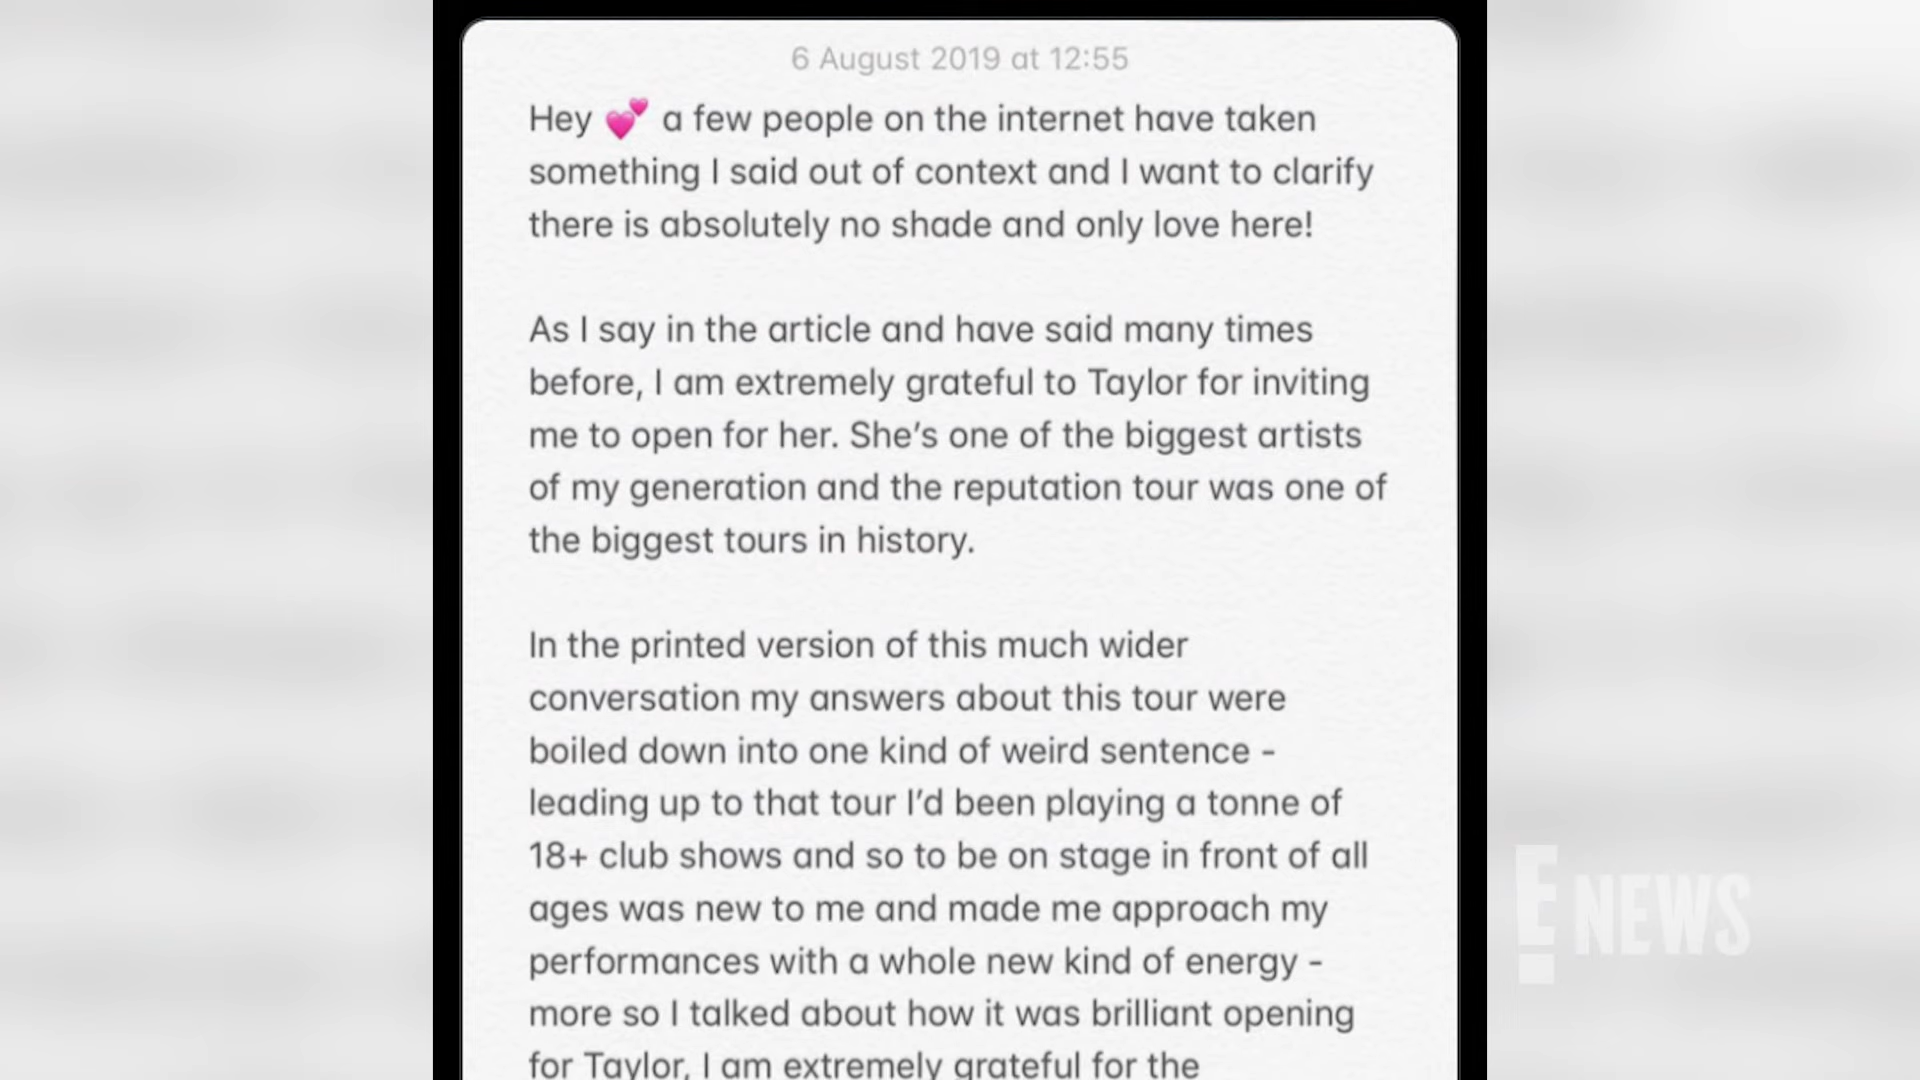 6 August 2019 at 12:55
Hey 💕 a few people on the internet have taken
something I said out of context and I want to clarify
there is absolutely no shade and only love here!
As I say in the article and have said many times
before, I am extremely grateful to Taylor for inviting
me to open for her. She’s one of the biggest artists
of my generation and the reputation tour was one of
the biggest tours in history.
In the printed version of this much wider
conversation my answers about this tour were
boiled down into one kind of weird sentence -
leading up to that tour I’d been playing a tonne of
18+ club shows and so to be on stage in front of all
ages was new to me and made me approach my
performances with a whole new kind of energy -
more so I talked about how it was brilliant opening
for Taylor, I am extremely grateful for the
E NEWS